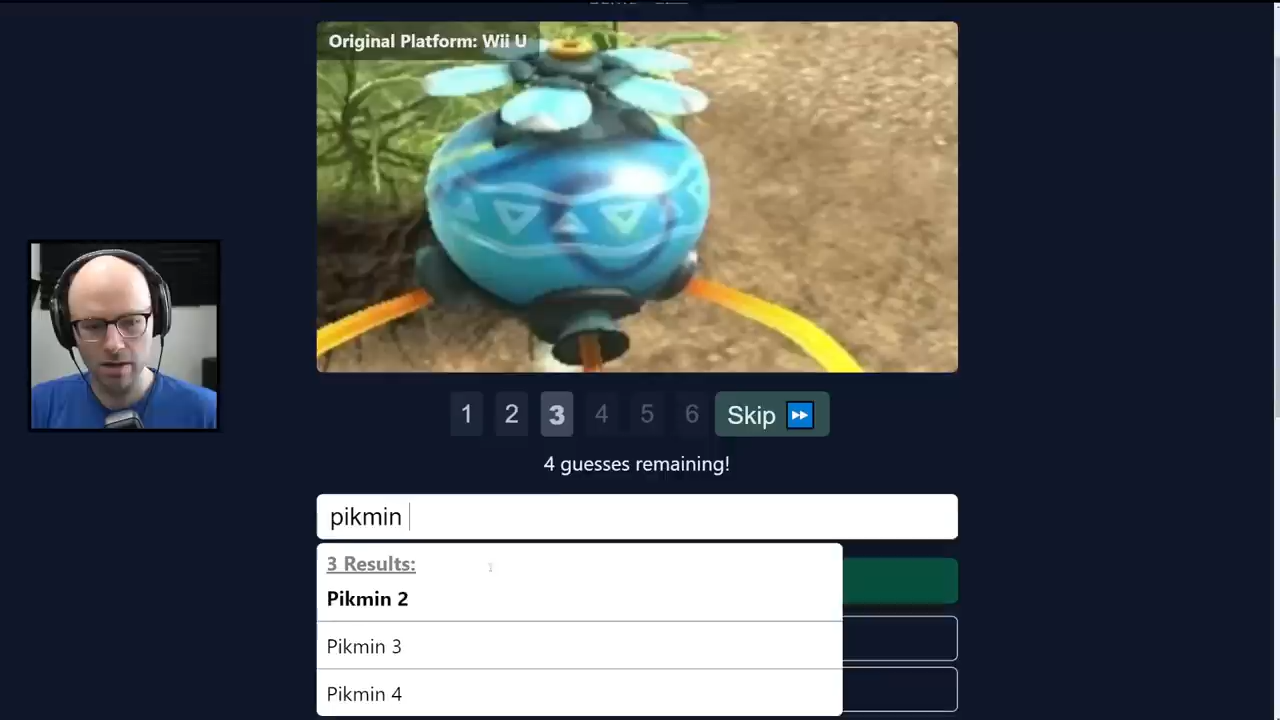 Original Platform: Wii U
1 2 3 4 5 6 Skip
4 guesses remaining!
pikmin
3 Results:
Pikmin 2
Pikmin 3
Pikmin 4